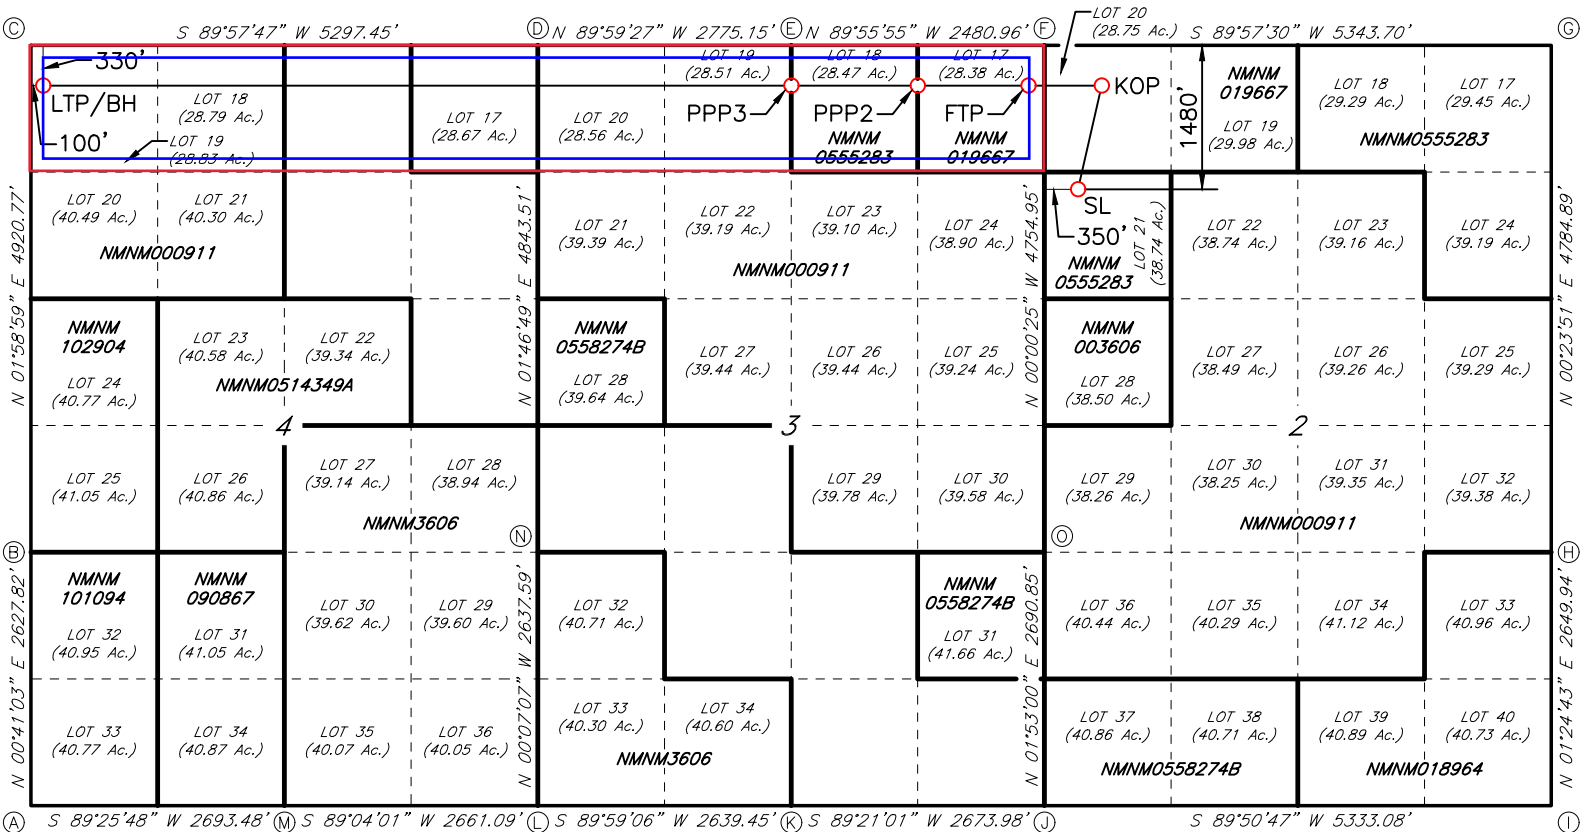 C
S 89°57'47" W 5297.45'
D
N 89°59'27" W 2775.15'
E
N 89°55'55" W 2480.96'
F
LOT 20
(28.75 Ac.)
S 89°57'30" W 5343.70'
G
330'
LTP/BH
100'
LOT 18
(28.79 Ac.)
LOT 19
(28.83 Ac.)
LOT 17
(28.67 Ac.)
LOT 20
(28.56 Ac.)
LOT 19
(28.51 Ac.)
PPP3
LOT 18
(28.47 Ac.)
PPP2
NMNM
0555283
LOT 17
(28.38 Ac.)
FTP
NMNM
019667
KOP
1480'
NMNM
019667
LOT 19
(29.98 Ac.)
LOT 18
(29.29 Ac.)
LOT 17
(29.45 Ac.)
NMNM0555283
N 01°58'59" E 4920.77'
LOT 20
(40.49 Ac.)
LOT 21
(40.30 Ac.)
NMNM000911
N 01°46'49" E 4843.51'
LOT 21
(39.39 Ac.)
LOT 22
(39.19 Ac.)
LOT 23
(39.10 Ac.)
LOT 24
(38.90 Ac.)
NMNM000911
N 00°00'25" W 4754.95'
SL
350'
LOT 21
(38.74 Ac.)
NMNM
0555283
LOT 22
(38.74 Ac.)
LOT 23
(39.16 Ac.)
LOT 24
(39.19 Ac.)
N 00°23'51" E 4784.89'
NMNM
102904
LOT 24
(40.77 Ac.)
LOT 23
(40.58 Ac.)
LOT 22
(39.34 Ac.)
NMNM0514349A
NMNM
0558274B
LOT 28
(39.64 Ac.)
LOT 27
(39.44 Ac.)
LOT 26
(39.44 Ac.)
LOT 25
(39.24 Ac.)
NMNM
003606
LOT 28
(38.50 Ac.)
LOT 27
(38.49 Ac.)
LOT 26
(39.26 Ac.)
LOT 25
(39.29 Ac.)
4
3
2
LOT 25
(41.05 Ac.)
LOT 26
(40.86 Ac.)
LOT 27
(39.14 Ac.)
LOT 28
(38.94 Ac.)
NMNM3606
LOT 29
(39.78 Ac.)
LOT 30
(39.58 Ac.)
LOT 29
(38.26 Ac.)
LOT 30
(38.25 Ac.)
LOT 31
(39.35 Ac.)
LOT 32
(39.38 Ac.)
NMNM000911
B
N
O
H
N 00°41'03" E 2627.82'
NMNM
101094
LOT 32
(40.95 Ac.)
NMNM
090867
LOT 31
(41.05 Ac.)
LOT 30
(39.62 Ac.)
LOT 29
(39.60 Ac.)
N 00°07'07" W 2637.59'
LOT 32
(40.71 Ac.)
NMNM
0558274B
LOT 31
(41.66 Ac.)
N 01°53'00" E 2690.85'
LOT 36
(40.44 Ac.)
LOT 35
(40.29 Ac.)
LOT 34
(41.12 Ac.)
LOT 33
(40.96 Ac.)
N 01°24'43" E 2649.94'
LOT 33
(40.77 Ac.)
LOT 34
(40.87 Ac.)
LOT 35
(40.07 Ac.)
LOT 36
(40.05 Ac.)
LOT 33
(40.30 Ac.)
LOT 34
(40.60 Ac.)
NMNM3606
LOT 37
(40.86 Ac.)
LOT 38
(40.71 Ac.)
NMNM0558274B
LOT 39
(40.89 Ac.)
LOT 40
(40.73 Ac.)
NMNM018964
A
S 89°25'48" W 2693.48'
M
S 89°04'01" W 2661.09'
L
S 89°59'06" W 2639.45'
K
S 89°21'01" W 2673.98'
J
S 89°50'47" W 5333.08'
I